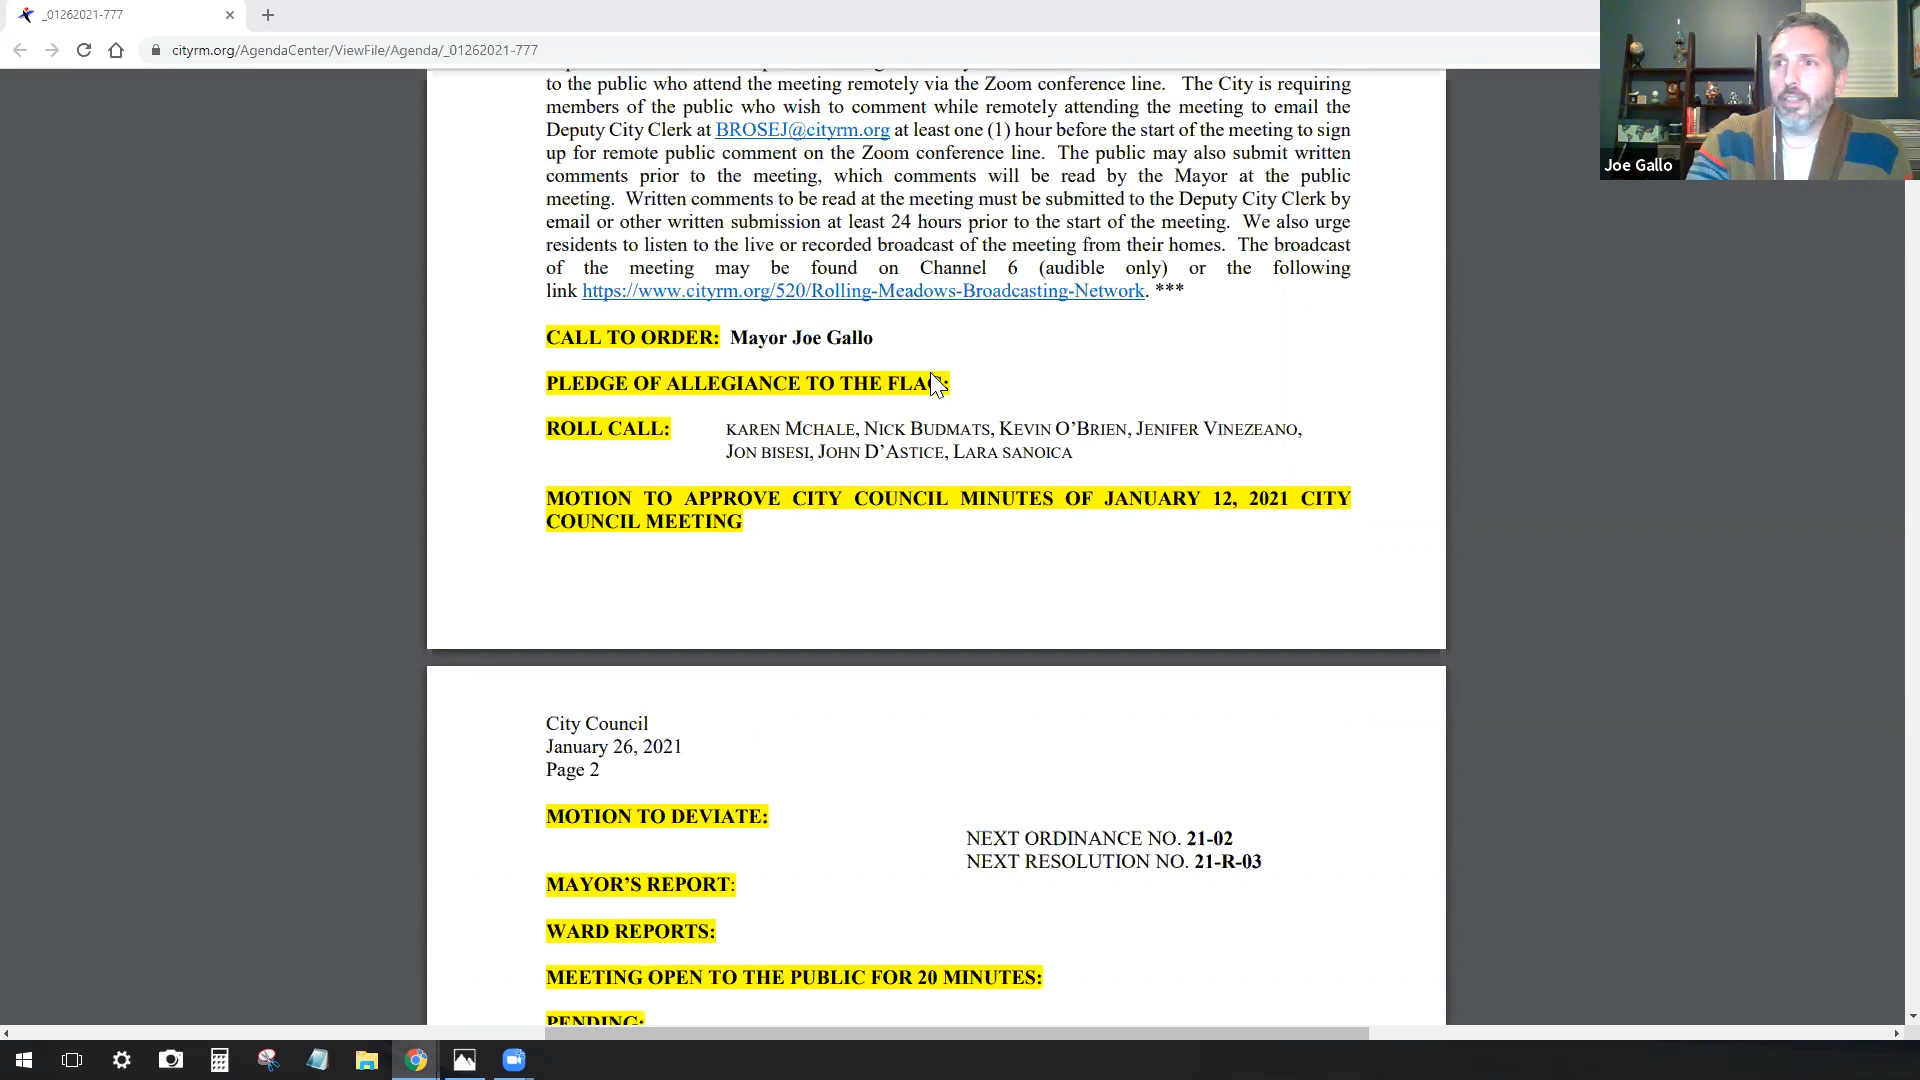 _01262021-777
cityrm.org/AgendaCenter/ViewFile/Agenda/_01262021-777
to the public who attend the meeting remotely via the Zoom conference line. The City is requiring
members of the public who wish to comment while remotely attending the meeting to email the
Deputy City Clerk at BROSEJ@cityrm.org at least one (1) hour before the start of the meeting to sign
up for remote public comment on the Zoom conference line. The public may also submit written
comments prior to the meeting, which comments will be read by the Mayor at the public
meeting. Written comments to be read at the meeting must be submitted to the Deputy City Clerk by
email or other written submission at least 24 hours prior to the start of the meeting. We also urge
residents to listen to the live or recorded broadcast of the meeting from their homes. The broadcast
of the meeting may be found on Channel 6 (audible only) or the following
link https://www.cityrm.org/520/Rolling-Meadows-Broadcasting-Network. ***
Joe Gallo
CALL TO ORDER: Mayor Joe Gallo
PLEDGE OF ALLEGIANCE TO THE FLAG:
ROLL CALL: KAREN MCHALE, NICK BUDMATS, KEVIN O’BRIEN, JENIFER VINEZEANO,
JON BISESI, JOHN D’ASTICE, LARA SANOICA
MOTION TO APPROVE CITY COUNCIL MINUTES OF JANUARY 12, 2021 CITY
COUNCIL MEETING
City Council
January 26, 2021
Page 2
MOTION TO DEVIATE:
NEXT ORDINANCE NO. 21-02
NEXT RESOLUTION NO. 21-R-03
MAYOR’S REPORT:
WARD REPORTS:
MEETING OPEN TO THE PUBLIC FOR 20 MINUTES:
PENDING: